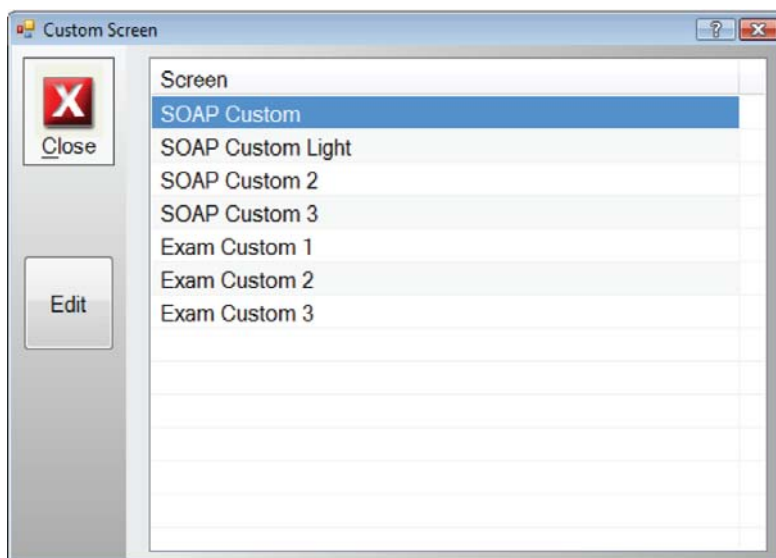 Custom Screen
Close
Edit
Screen
SOAP Custom
SOAP Custom Light
SOAP Custom 2
SOAP Custom 3
Exam Custom 1
Exam Custom 2
Exam Custom 3